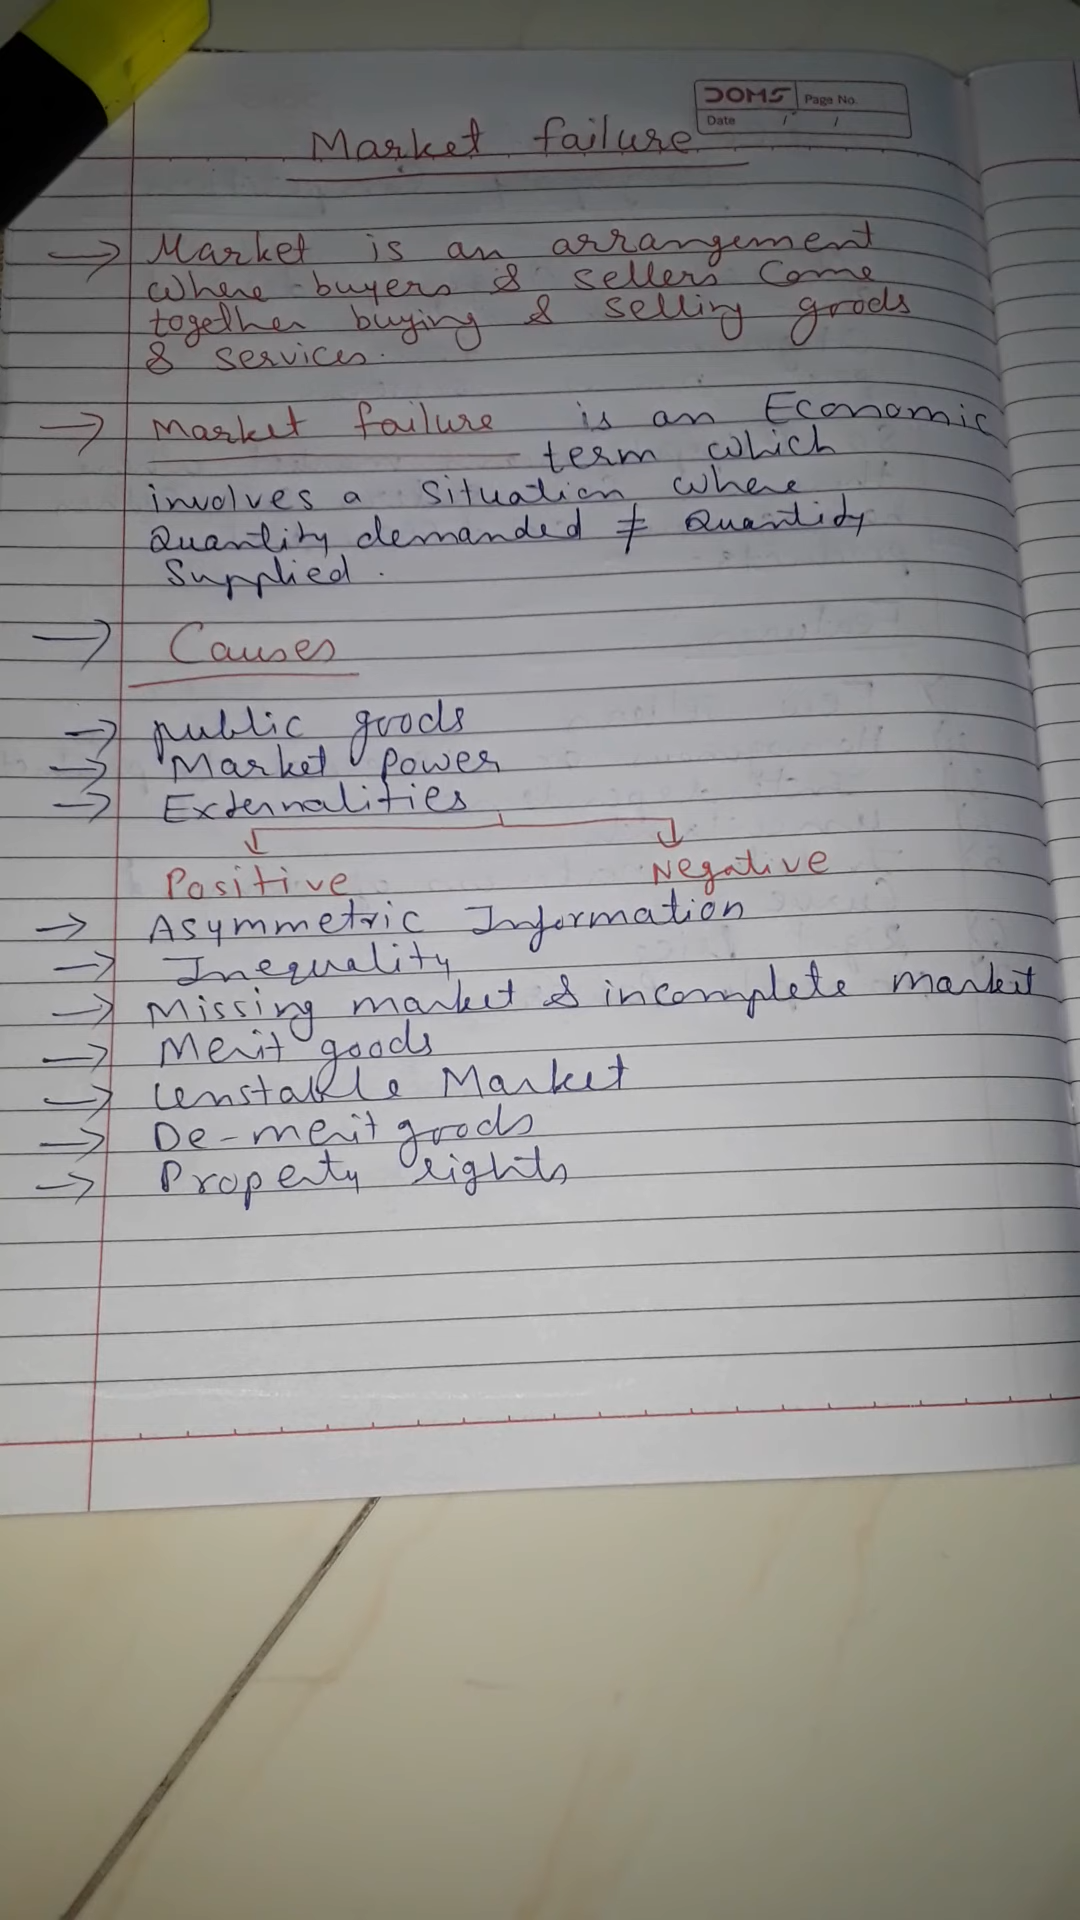 DOMS Page No.
Date / /
Market failure
→ Market is an arrangement
where buyers & sellers Come
together buying & selling goods
& services.
→ Market failure is an Economic
term which
involves a situation where
Quantity demanded ≠ Quantity
Supplied.
→ Causes
→ public goods
→ Market Power
→ Externalities
Positive Negative
→ Asymmetric Information
→ Inequality
→ Missing market & incomplete market
→ Merit goods
→ Unstable Market
→ De-merit goods
→ Property rights